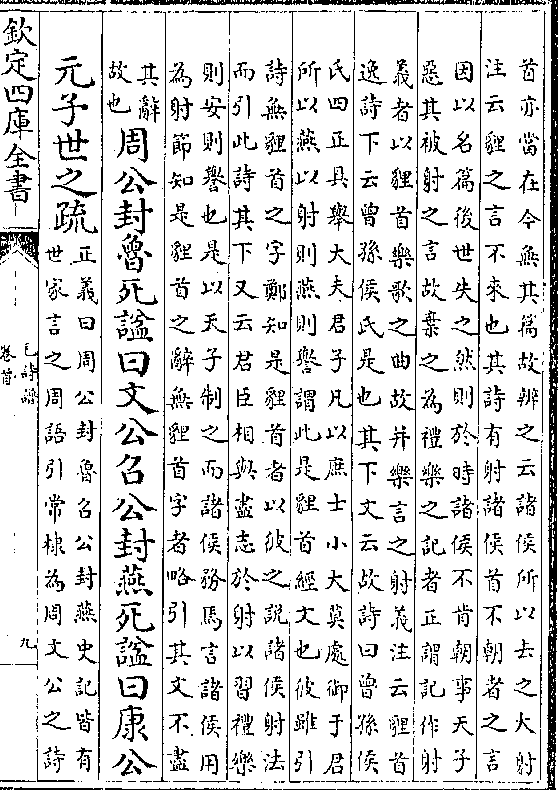 首亦當在今無其篇故辨之云諸侯所以去之大射
注云貍之言不來也其詩有射諸侯首不朝者之言
因以名篇後世失之然則於時諸侯不肯朝事天子
惡其被射之言故棄之為禮樂之記者正謂記作射
義者以貍首樂歌之曲故并樂言之射義注云貍首
逸詩下云曾孫侯氏是也其下文云故詩曰曾孫侯
氏四正具舉大夫君子凡以庶士小大莫處御于君
所以燕以射則燕則譽謂此是貍首經文也彼雖引
詩無貍首之字鄭知是貍首者以彼之說諸侯射法
而引此詩其下又云君臣相與盡志於射以習禮樂
則安則譽也是以天子制之而諸侯務焉言諸侯用
為射節知是貍首之辭無貍首字者略引其文不盡
其辭
故也
周公封魯死諡曰文公召公封燕死諡曰康公
元子世之疏
正義曰周公封魯召公封燕史記皆有
世家言之周語引常棣為周文公之詩
欽定四庫全書
毛詩譜
卷首
九